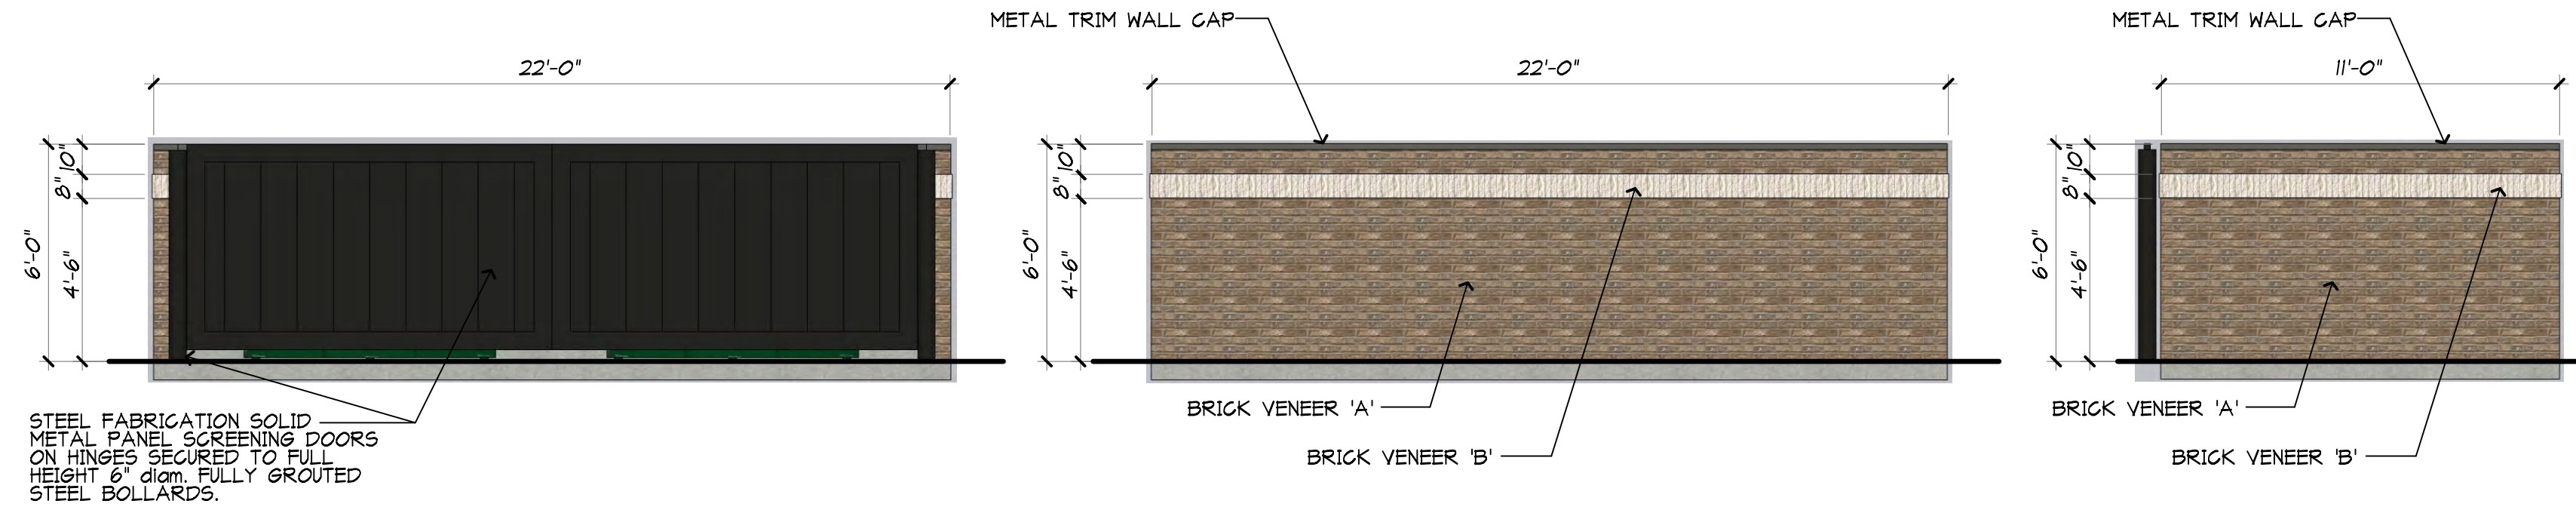 METAL TRIM WALL CAP
METAL TRIM WALL CAP
22'-0"
22'-0"
11'-0"
10"
8"
6'-0"
4'-6"
10"
8"
6'-0"
4'-6"
10"
8"
6'-0"
4'-6"
STEEL FABRICATION SOLID
METAL PANEL SCREENING DOORS
ON HINGES SECURED TO FULL
HEIGHT 6" diam. FULLY GROUTED
STEEL BOLLARDS.
BRICK VENEER 'A'
BRICK VENEER 'B'
BRICK VENEER 'A'
BRICK VENEER 'B'